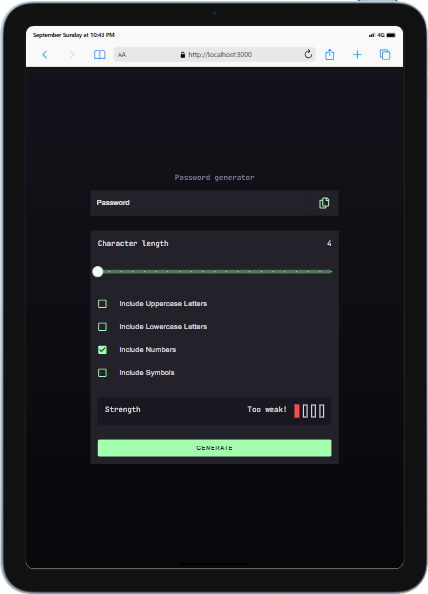 September Sunday at 10:43 PM
4G
AA
http://localhost:3000
Password generator
Password
Character length 4
Include Uppercase Letters
Include Lowercase Letters
Include Numbers
Include Symbols
Strength Too weak!
GENERATE